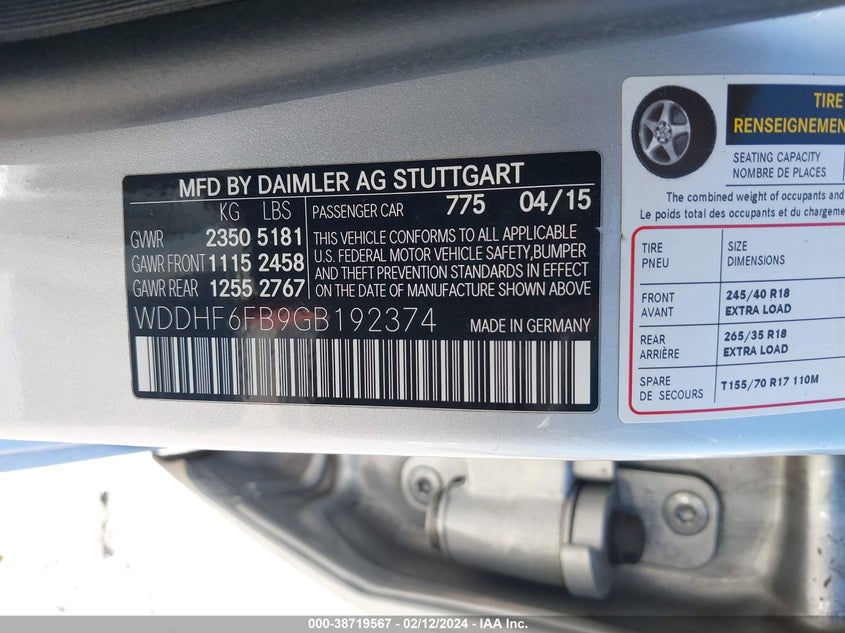 MFD BY DAIMLER AG STUTTGART
KG LBS
PASSENGER CAR 775 04/15
GVWR 2350 5181
GAWR FRONT 1115 2458
GAWR REAR 1255 2767
THIS VEHICLE CONFORMS TO ALL APPLICABLE
U.S. FEDERAL MOTOR VEHICLE SAFETY,BUMPER
AND THEFT PREVENTION STANDARDS IN EFFECT
ON THE DATE OF MANUFACTURE SHOWN ABOVE.
WDDHF6FB9GB192374 MADE IN GERMANY
TIRE
RENSEIGNEMEN
SEATING CAPACITY
NOMBRE DE PLACES
The combined weight of occupants and
Le poids total des occupants et du chargeme
TIRE SIZE
PNEU DIMENSIONS
FRONT 245/40 R18
AVANT EXTRA LOAD
REAR 265/35 R18
ARRIÈRE EXTRA LOAD
SPARE T155/70 R17 110M
DE SECOURS
000-38719567 - 02/12/2024 - IAA Inc.